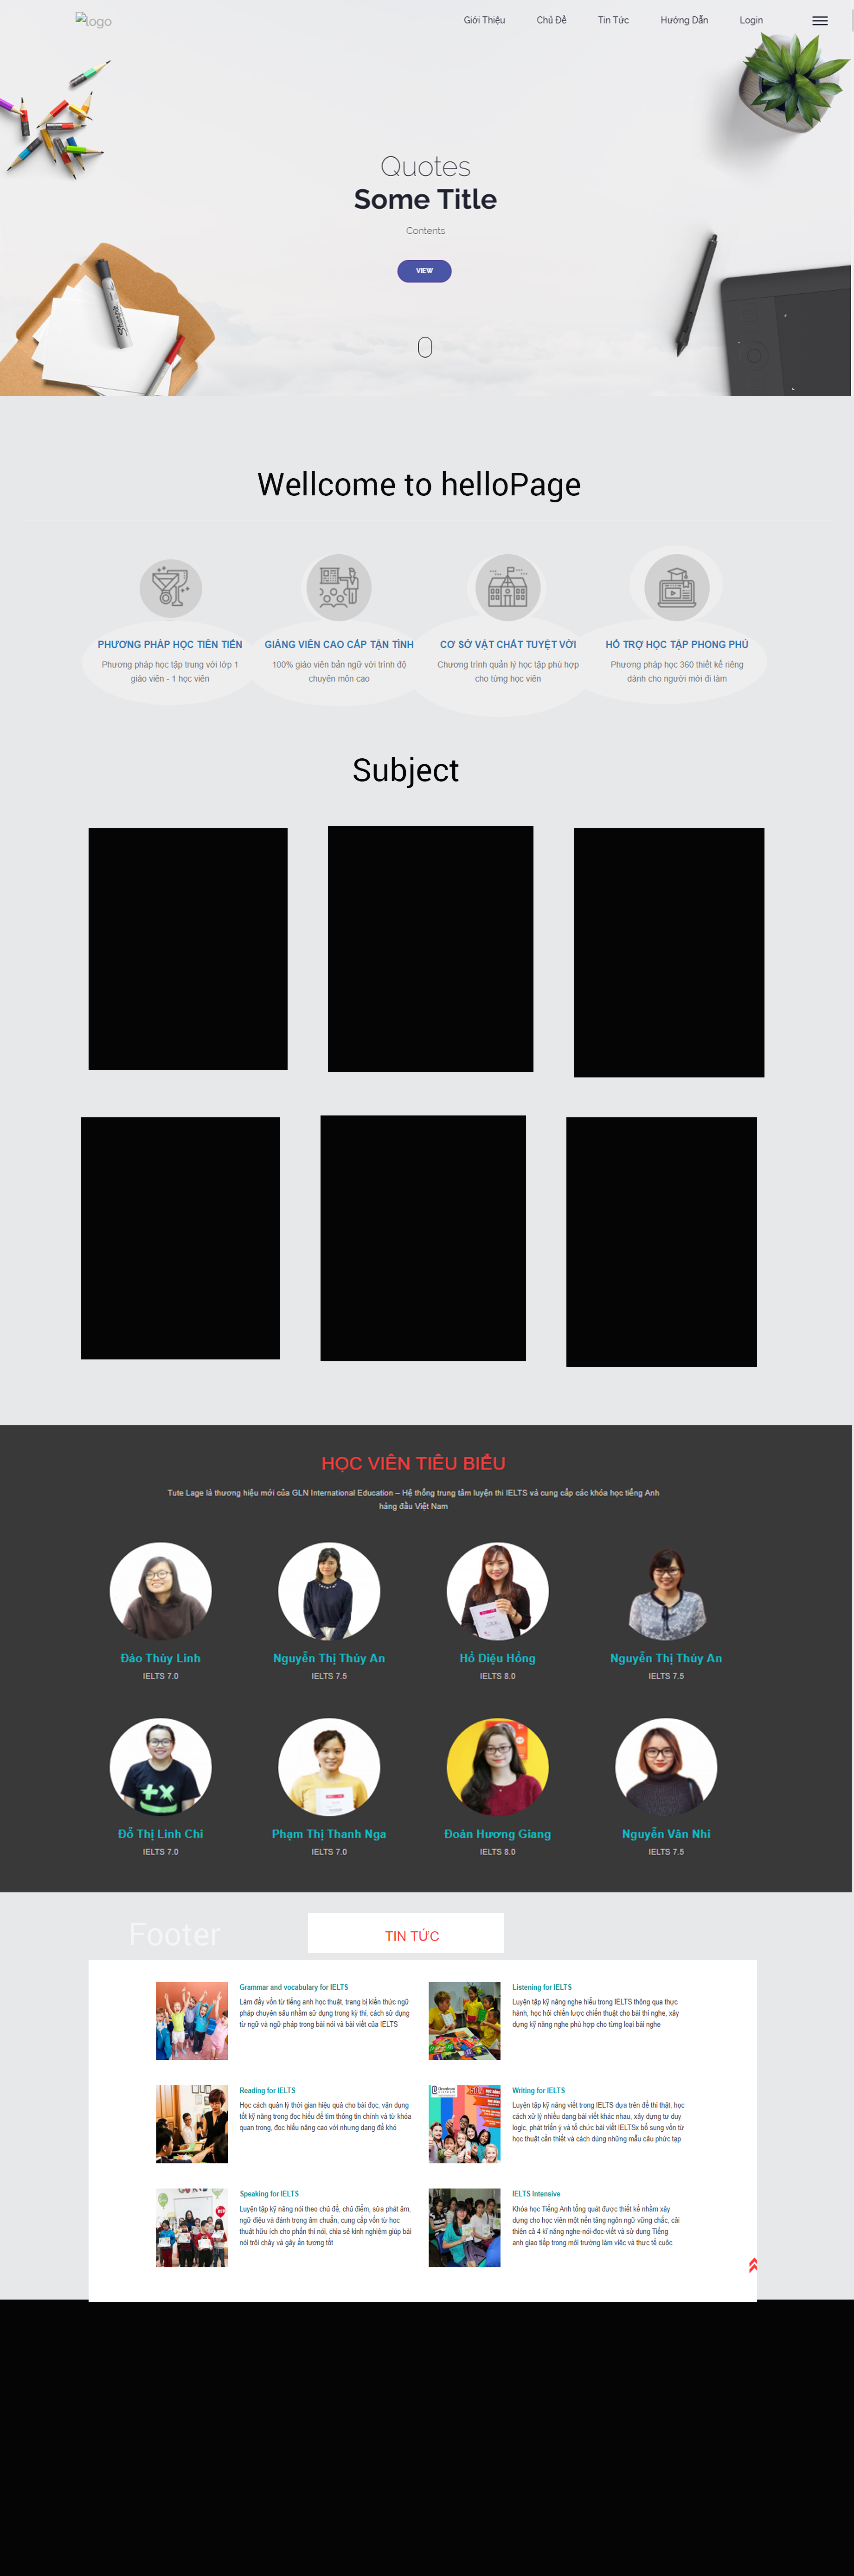 logo
Giới Thiệu
Chủ Đề
Tin Tức
Hướng Dẫn
Login
Quotes
Some Title
Contents
VIEW
Sharpie
Wellcome to helloPage
PHƯƠNG PHÁP HỌC TIÊN TIẾN
Phương pháp học tập trung với lớp 1
giáo viên - 1 học viên
GIẢNG VIÊN CAO CẤP TẬN TÌNH
100% giáo viên bản ngữ với trình độ
chuyên môn cao
CƠ SỞ VẬT CHẤT TUYỆT VỜI
Chương trình quản lý học tập phù hợp
cho từng học viên
HỖ TRỢ HỌC TẬP PHONG PHÚ
Phương pháp học 360 thiết kế riêng
dành cho người mới đi làm
Subject
HỌC VIÊN TIÊU BIỂU
Tute Lage là thương hiệu mới của GLN International Education – Hệ thống trung tâm luyện thi IELTS và cung cấp các khóa học tiếng Anh
hàng đầu Việt Nam
Đào Thùy Linh
IELTS 7.0
Nguyễn Thị Thúy An
IELTS 7.5
Hồ Diệu Hồng
IELTS 8.0
Nguyễn Thị Thúy An
IELTS 7.5
Đỗ Thị Linh Chi
IELTS 7.0
Phạm Thị Thanh Nga
IELTS 7.0
Đoàn Hương Giang
IELTS 8.0
Nguyễn Vân Nhi
IELTS 7.5
Footer
TIN TỨC
Grammar and vocabulary for IELTS
Làm đầy vốn từ tiếng anh học thuật, trang bị kiến thức ngữ
pháp chuyên sâu nhằm sử dụng trong kỳ thi, cách sử dụng
từ ngữ và ngữ pháp trong bài nói và bài viết của IELTS
Listening for IELTS
Luyện tập kỹ năng nghe hiểu trong IELTS thông qua thực
hành, học hỏi chiến lược chiến thuật cho bài thi nghe, xây
dựng kỹ năng nghe phù hợp cho từng loại bài nghe
Reading for IELTS
Học cách quản lý thời gian hiệu quả cho bài đọc, vận dụng
tốt kỹ năng trong đọc hiểu để tìm thông tin chính và từ khóa
quan trọng, đọc hiểu nâng cao với nhưng dạng đề khó
Writing for IELTS
Luyện tập kỹ năng viết trong IELTS dựa trên đề thi thật, học
cách xử lý nhiều dạng bài viết khác nhau, xây dựng tư duy
logic, phát triển ý và tổ chức bài viết IELTSx bổ sung vốn từ
học thuật cần thiết và cách dùng những mẫu câu phức tạp
Speaking for IELTS
Luyện tập kỹ năng nói theo chủ đề, chủ điểm, sửa phát âm,
ngữ điệu và đánh trọng âm chuẩn, cung cấp vốn từ học
thuật hữu ích cho phần thi nói, chia sẻ kinh nghiệm giúp bài
nói trôi chảy và gây ấn tượng tốt
IELTS Intensive
Khóa học Tiếng Anh tổng quát được thiết kế nhằm xây
dựng cho học viên một nền tảng ngôn ngữ vững chắc, cải
thiện cả 4 kĩ năng nghe-nói-đọc-viết và sử dụng Tiếng
anh giao tiếp trong môi trường làm việc và thực tế cuộc